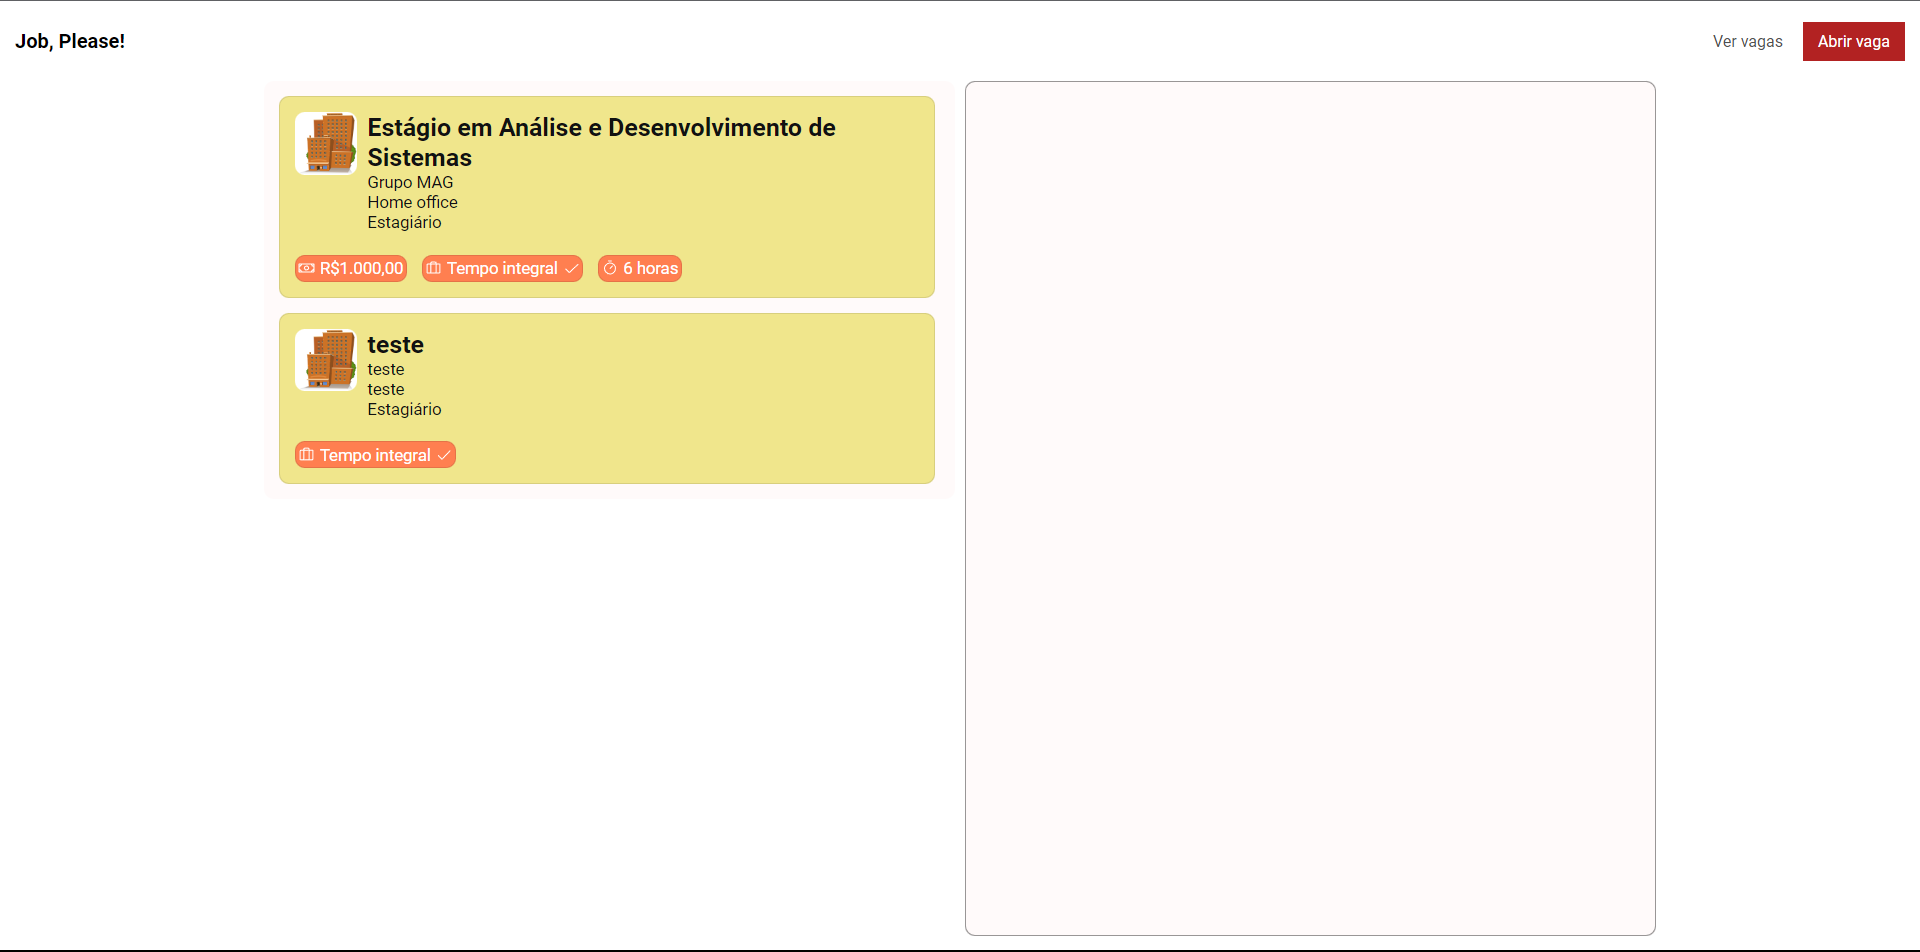 Job, Please!
Ver vagas
Abrir vaga
Estágio em Análise e Desenvolvimento de
Sistemas
Grupo MAG
Home office
Estagiário
R$1.000,00
Tempo integral
6 horas
teste
teste
teste
Estagiário
Tempo integral